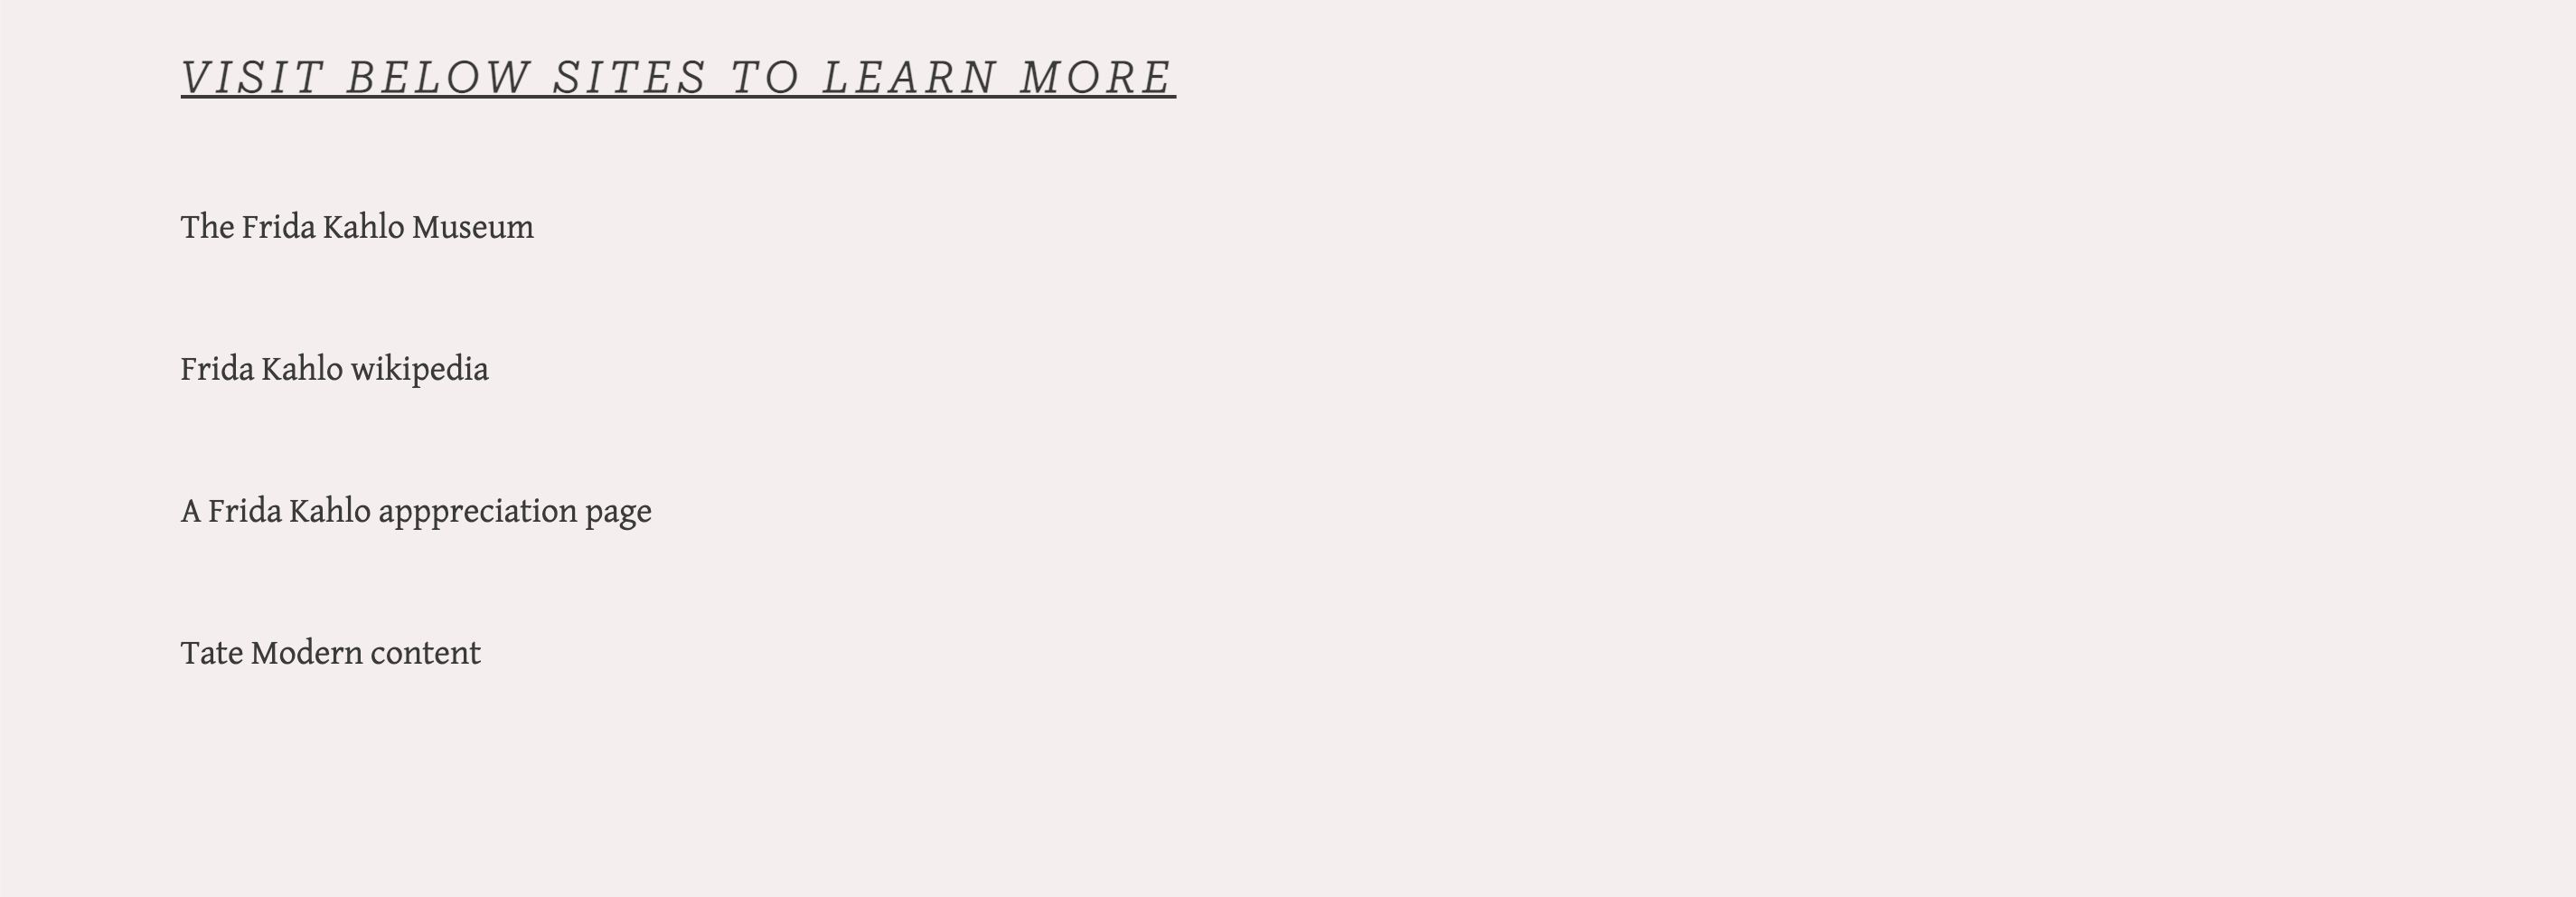 VISIT BELOW SITES TO LEARN MORE
The Frida Kahlo Museum
Frida Kahlo wikipedia
A Frida Kahlo apppreciation page
Tate Modern content